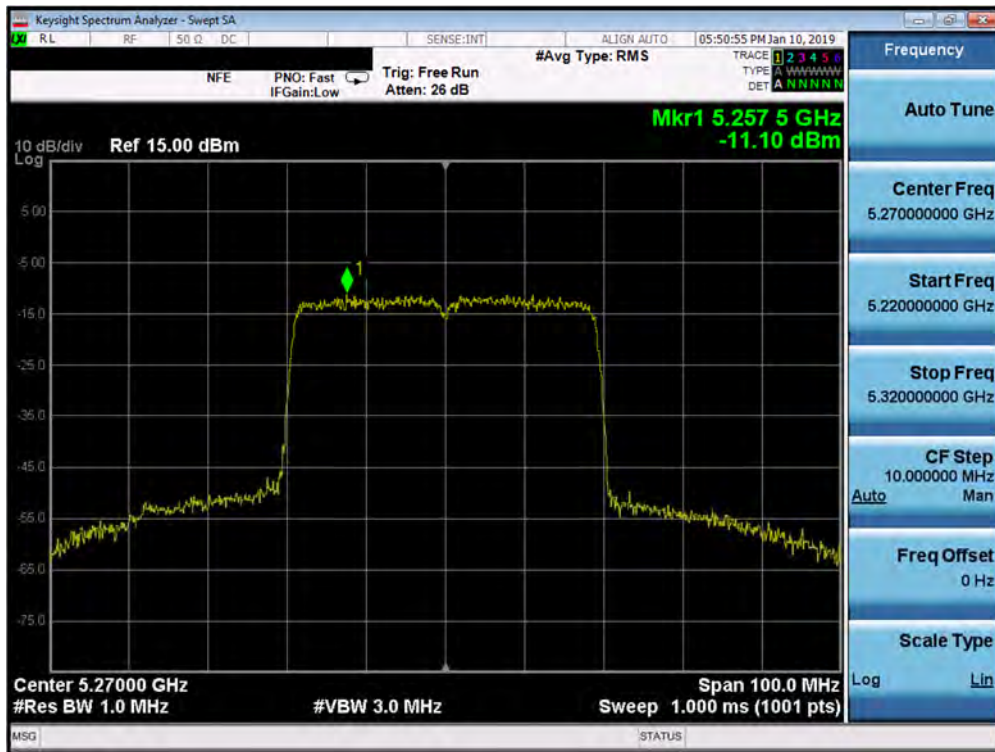 Keysight Spectrum Analyzer - Swept SA
LXI RL RF 50 Ω DC SENSE:INT ALIGN AUTO 05:50:55 PM Jan 10, 2019
#Avg Type: RMS TRACE 1 2 3 4 5 6
NFE PNO: Fast Trig: Free Run TYPE A WWWWW
IFGain:Low Atten: 26 dB DET A N N N N N
Mkr1 5.257 5 GHz
-11.10 dBm
10 dB/div Ref 15.00 dBm
Log
5.00
-5.00
1
-15.0
-25.0
-35.0
-45.0
-55.0
-65.0
-75.0
Center 5.27000 GHz Span 100.0 MHz
#Res BW 1.0 MHz #VBW 3.0 MHz Sweep 1.000 ms (1001 pts)
MSG STATUS
Frequency
Auto Tune
Center Freq
5.270000000 GHz
Start Freq
5.220000000 GHz
Stop Freq
5.320000000 GHz
CF Step
10.000000 MHz
Auto Man
Freq Offset
0 Hz
Scale Type
Log Lin